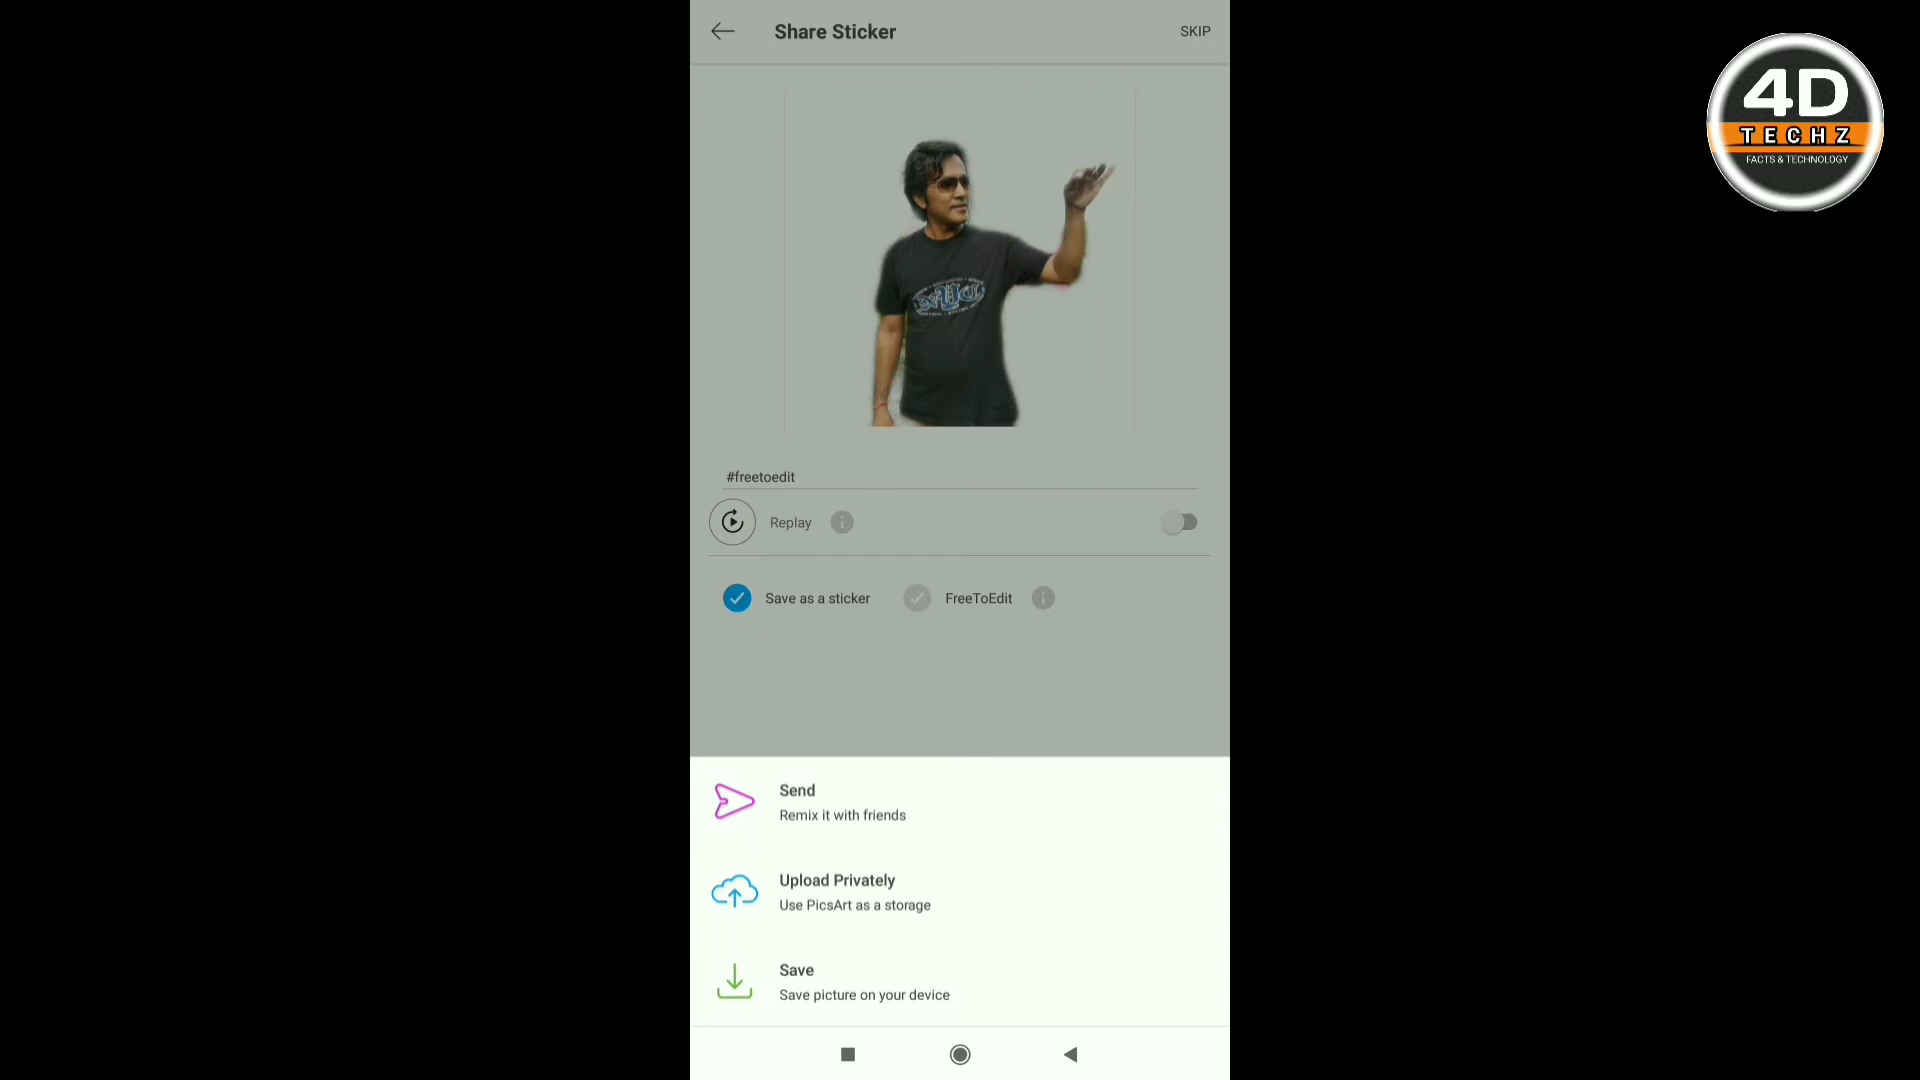 Share Sticker
SKIP
4D
TECHZ
FACTS & TECHNOLOGY
#freetoedit
Replay
Save as a sticker
FreeToEdit
Send
Remix it with friends
Upload Privately
Use PicsArt as a storage
Save
Save picture on your device